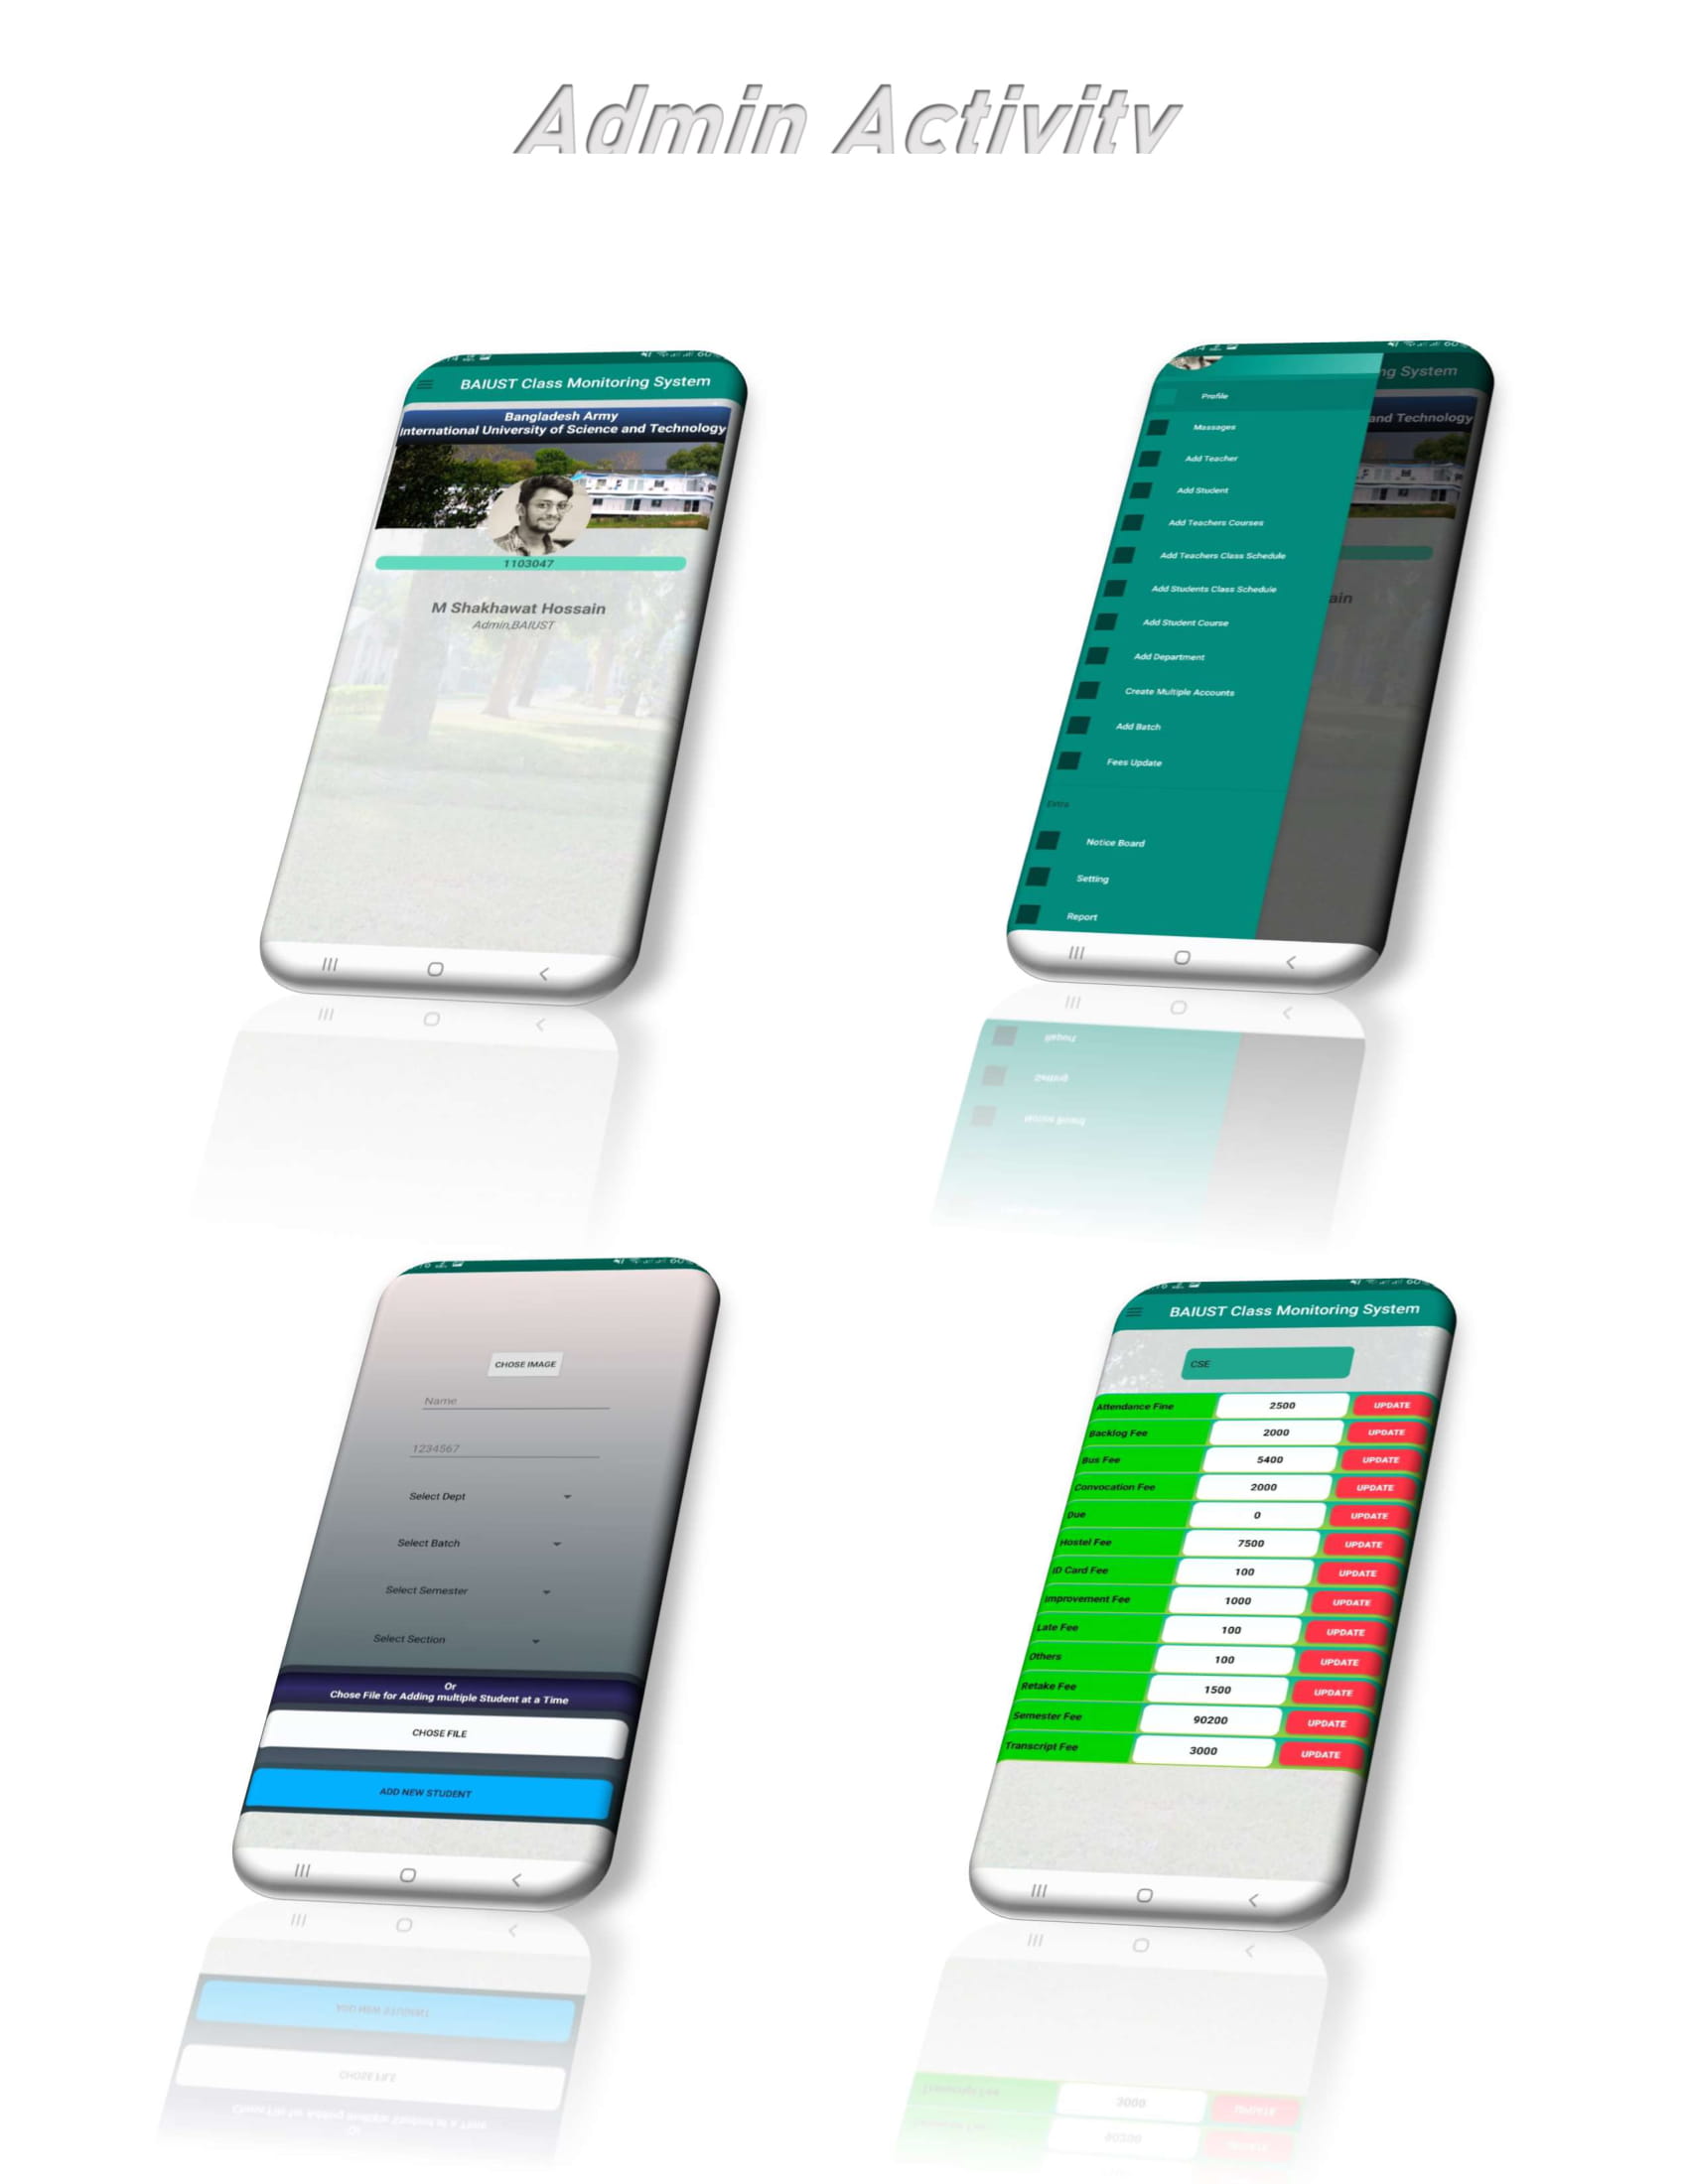 Admin Activity
BAIUST Class Monitoring System
Bangladesh Army
International University of Science and Technology
1103047
M Shakhawat Hossain
Admin,BAIUST
ng System
and Technology
ain
Profile
Massages
Add Teacher
Add Student
Add Teachers Courses
Add Teachers Class Schedule
Add Students Class Schedule
Add Student Course
Add Department
Create Multiple Accounts
Add Batch
Fees Update
Extra
Notice Board
Setting
Report
CHOSE IMAGE
Name
1234567
Select Dept
Select Batch
Select Semester
Select Section
Or
Chose File for Adding multiple Student at a Time
CHOSE FILE
ADD NEW STUDENT
BAIUST Class Monitoring System
CSE
Attendance Fine 2500 UPDATE
Backlog Fee 2000 UPDATE
Bus Fee 5400 UPDATE
Convocation Fee 2000 UPDATE
Due 0 UPDATE
Hostel Fee 7500 UPDATE
ID Card Fee 100 UPDATE
Improvement Fee 1000 UPDATE
Late Fee 100 UPDATE
Others 100 UPDATE
Retake Fee 1500 UPDATE
Semester Fee 90200 UPDATE
Transcript Fee 3000 UPDATE